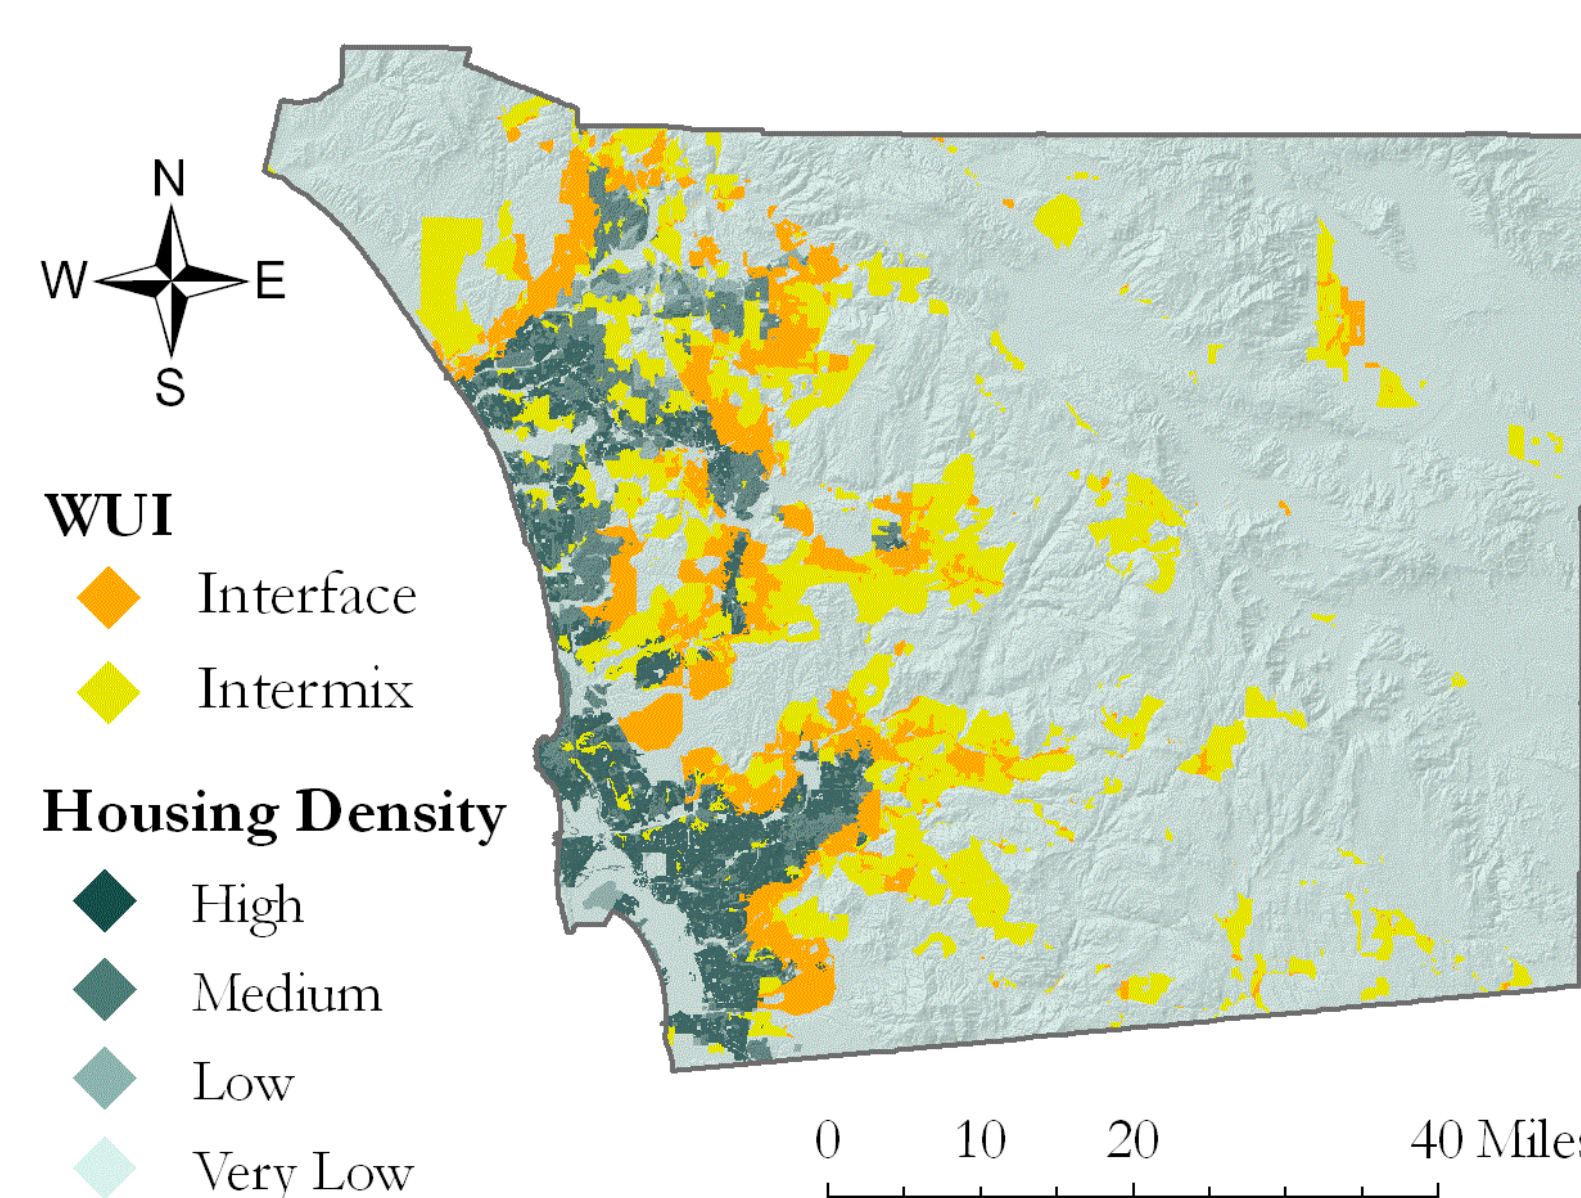 N
W E
S
WUI
Interface
Intermix
Housing Density
High
Medium
Low
Very Low
0 10 20 40 Miles